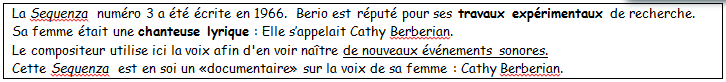 La Sequenza numéro 3 a été écrite en 1966. Berio est réputé pour ses travaux expérimentaux de recherche.
Sa femme était une chanteuse lyrique : Elle s'appelait Cathy Berberian.
Le compositeur utilise ici la voix afin d'en voir naître de nouveaux événements sonores.
Cette Sequenza est en soi un «documentaire» sur la voix de sa femme : Cathy Berberian.